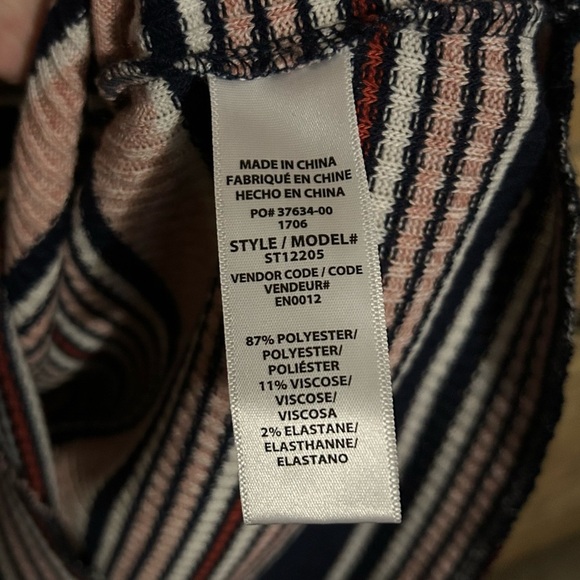 MADE IN CHINA
FABRIQUÉ EN CHINE
HECHO EN CHINA
PO# 37634-00
1706
STYLE / MODEL#
ST12205
VENDOR CODE / CODE
VENDEUR#
EN0012
87% POLYESTER/
POLYESTER/
POLIÉSTER
11% VISCOSE/
VISCOSE/
VISCOSA
2% ELASTANE/
ELASTHANNE/
ELASTANO